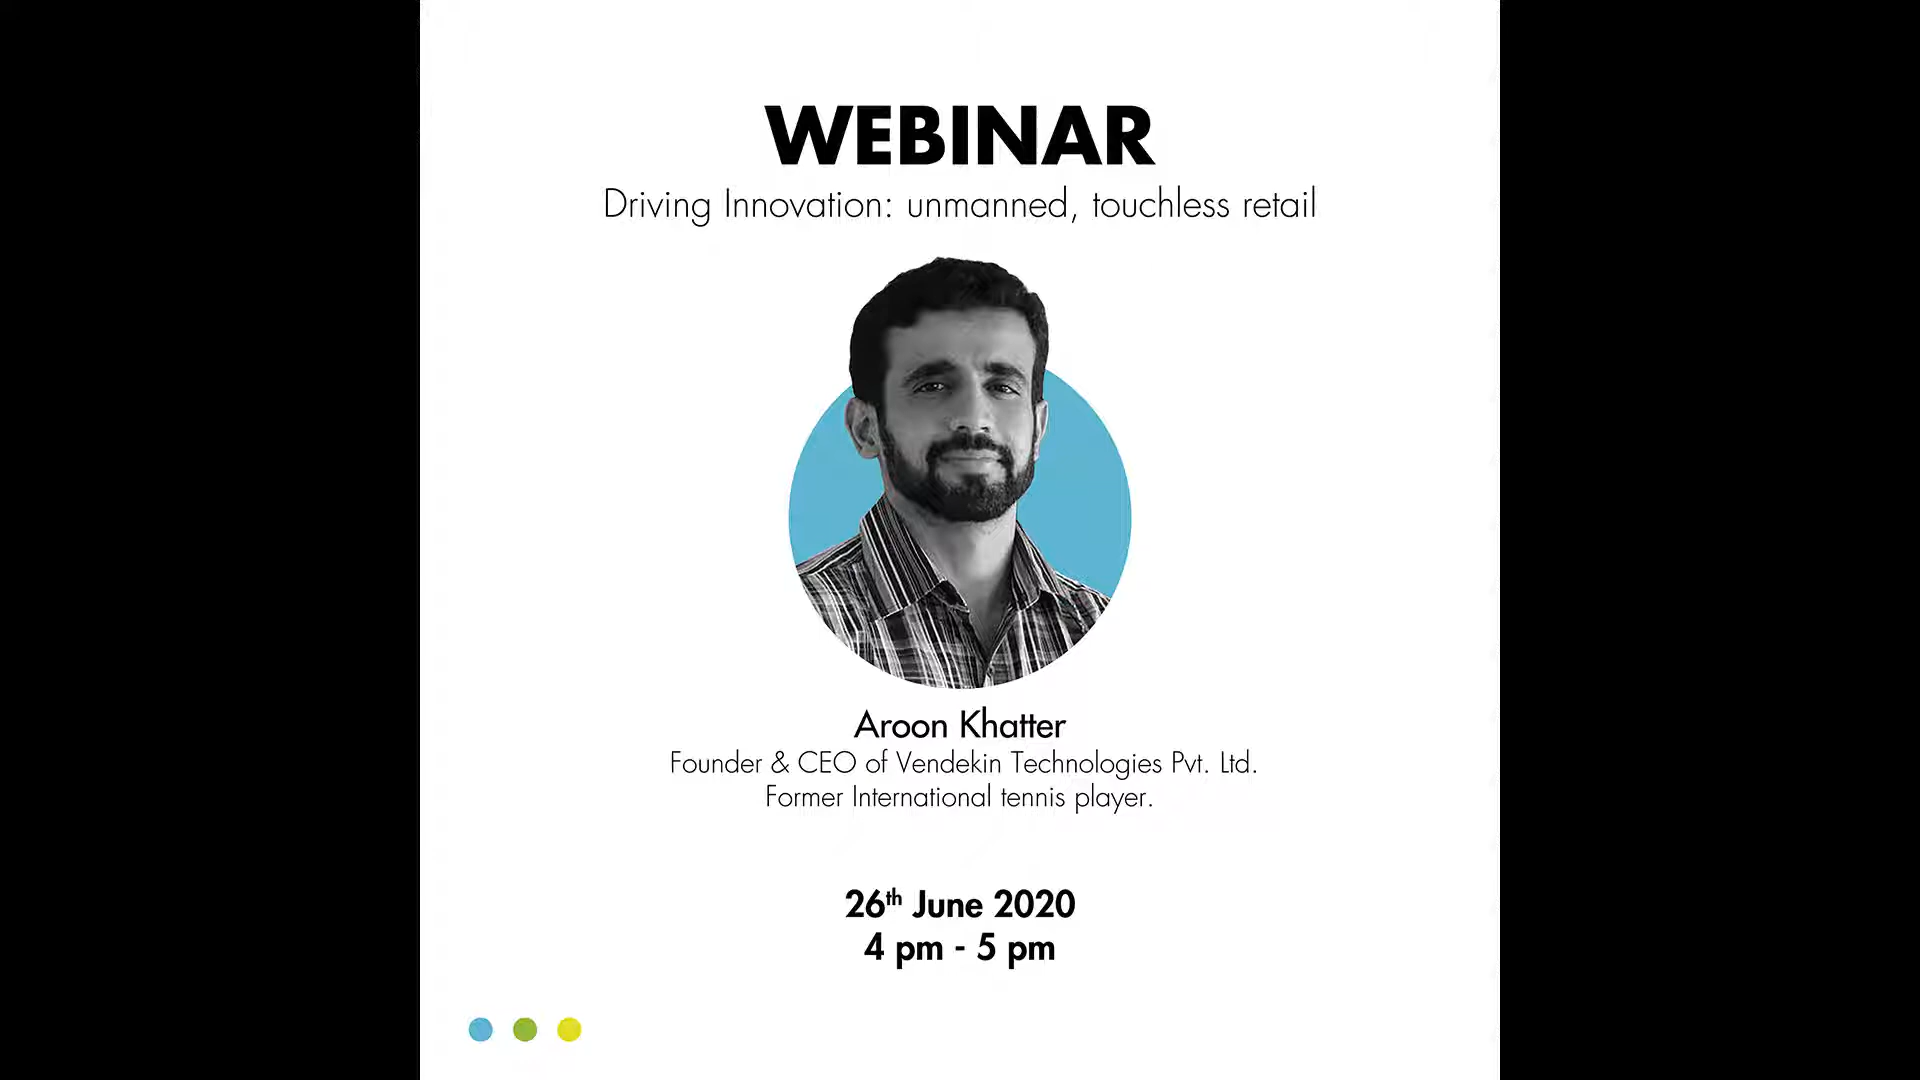 WEBINAR
Driving Innovation: unmanned, touchless retail
Aroon Khatter
Founder & CEO of Vendekin Technologies Pvt. Ltd.
Former International tennis player.
26th June 2020
4 pm - 5 pm